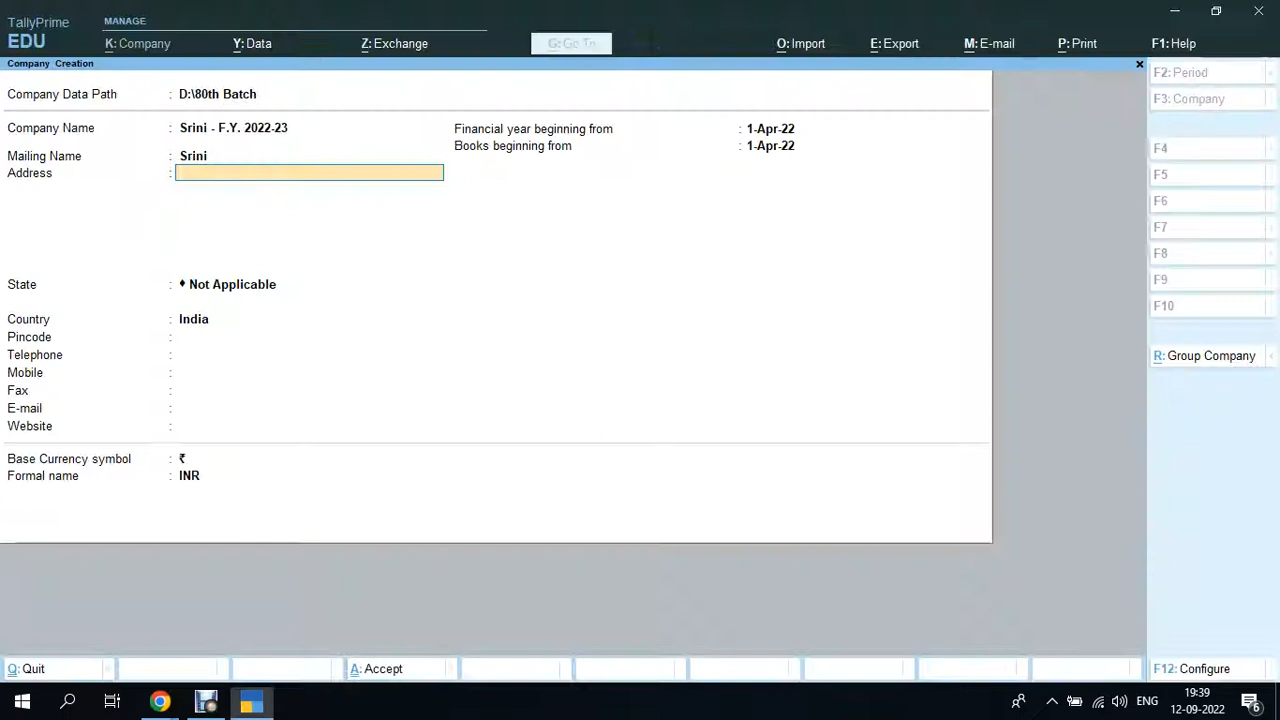 TallyPrime
EDU
MANAGE
K: Company
Y: Data
Z: Exchange
G: Go To
O: Import
E: Export
M: E-mail
P: Print
F1: Help
Company Creation
F2: Period
F3: Company
F4
F5
F6
F7
F8
F9
F10
R: Group Company
Company Data Path : D:\80th Batch
Company Name : Srini - F.Y. 2022-23
Financial year beginning from : 1-Apr-22
Books beginning from : 1-Apr-22
Mailing Name : Srini
Address :
State : ♦ Not Applicable
Country : India
Pincode :
Telephone :
Mobile :
Fax :
E-mail :
Website :
Base Currency symbol : ₹
Formal name : INR
Q: Quit
A: Accept
F12: Configure
ENG
19:39
12-09-2022
6